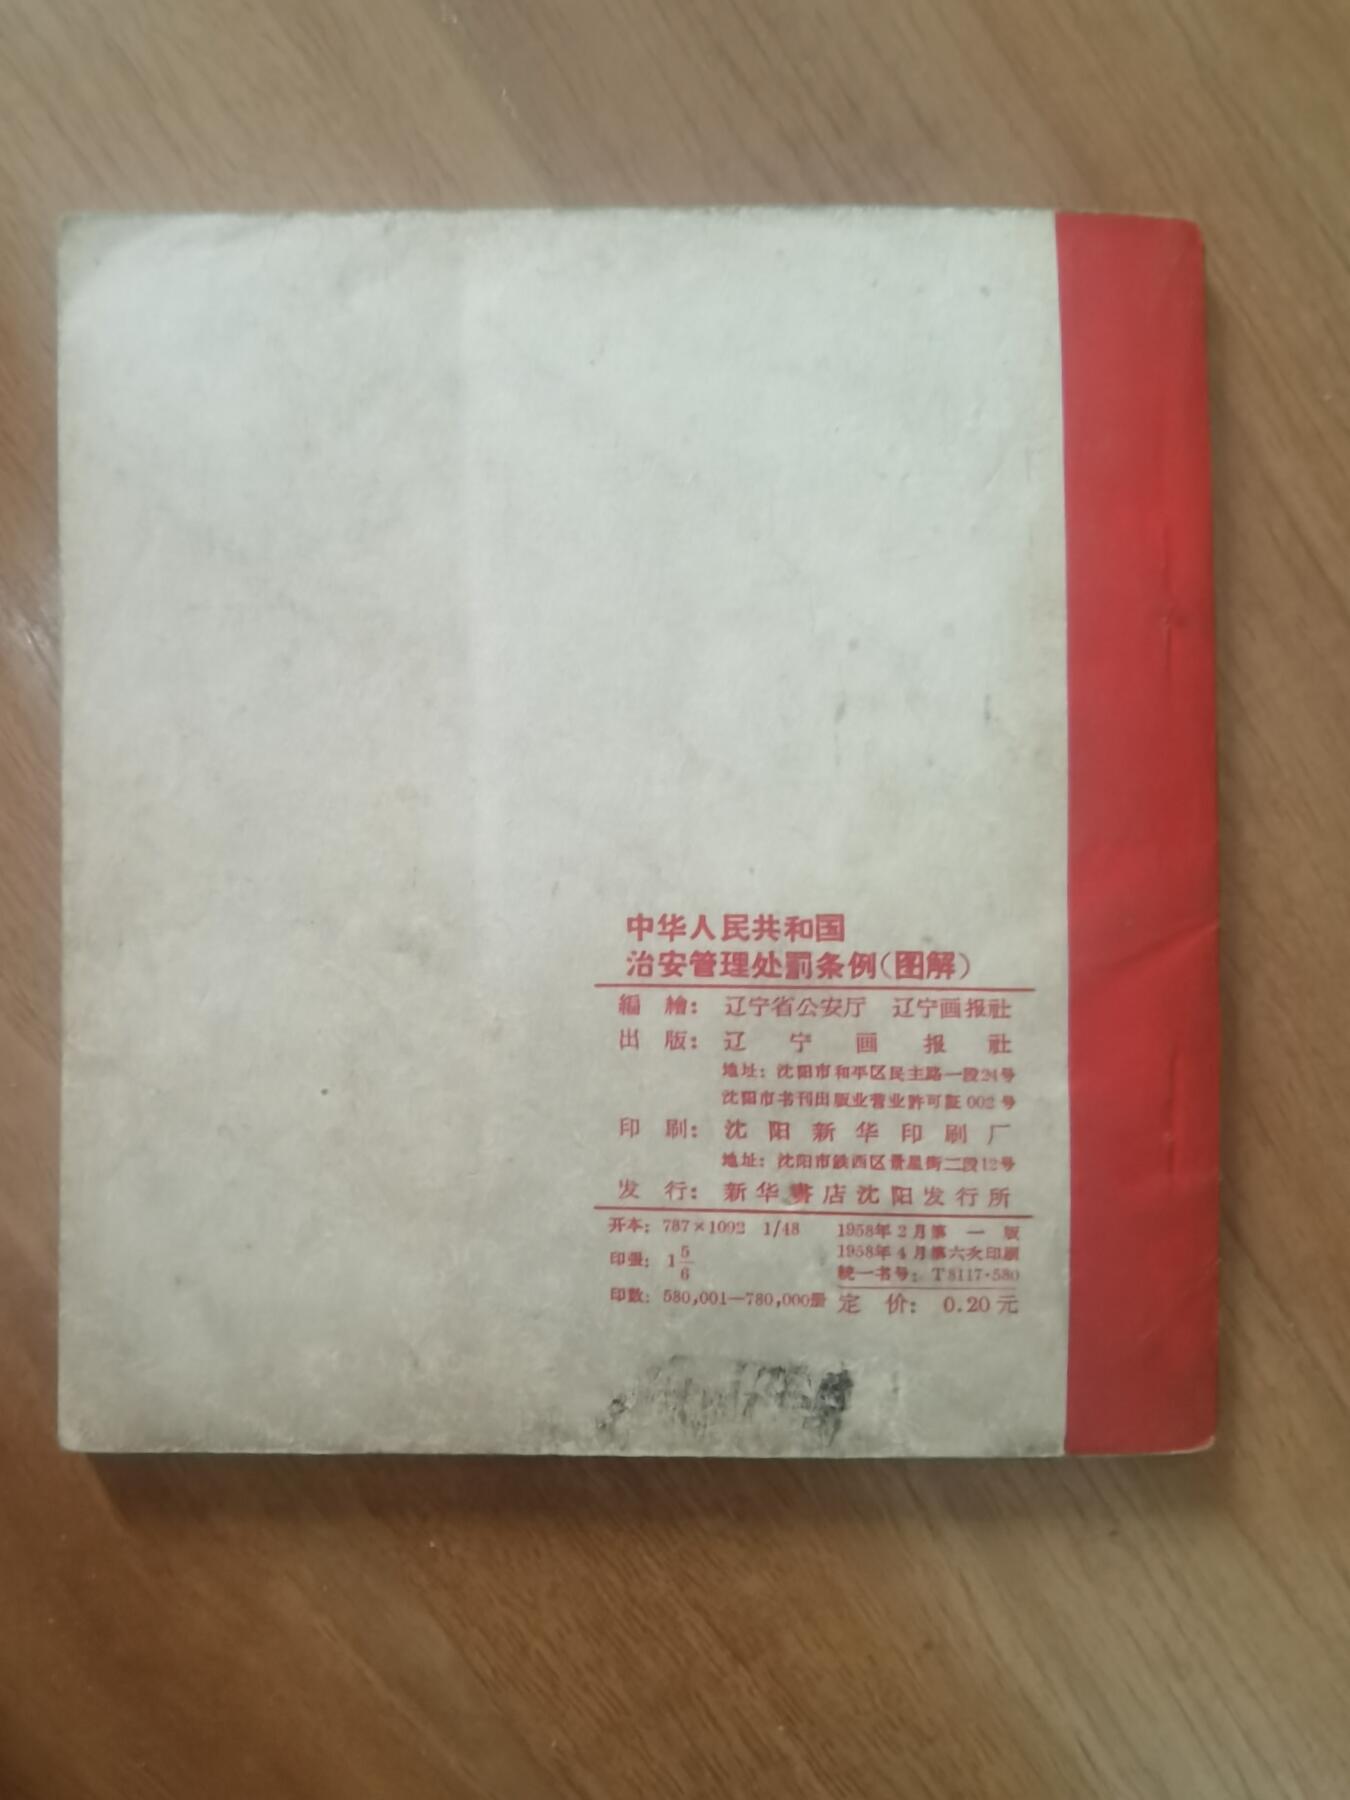 中华人民共和国
治安管理处罰条例(图解)
編 繪: 辽宁省公安厅 辽宁画报社
出 版: 辽宁画报社
地址: 沈阳市和平区民主路一段24号
沈阳市书刊出版业营业許可証002号
印 刷: 沈阳新华印刷厂
地址: 沈阳市鉄西区景星街二段12号
发 行: 新华書店沈阳发行所
开本: 787×1092 1/48 1958年2月第一版
1958年4月第六次印刷
印張: 1 5/6 統一书号: T8117·580
印数: 580,001—780,000册 定 价: 0.20元